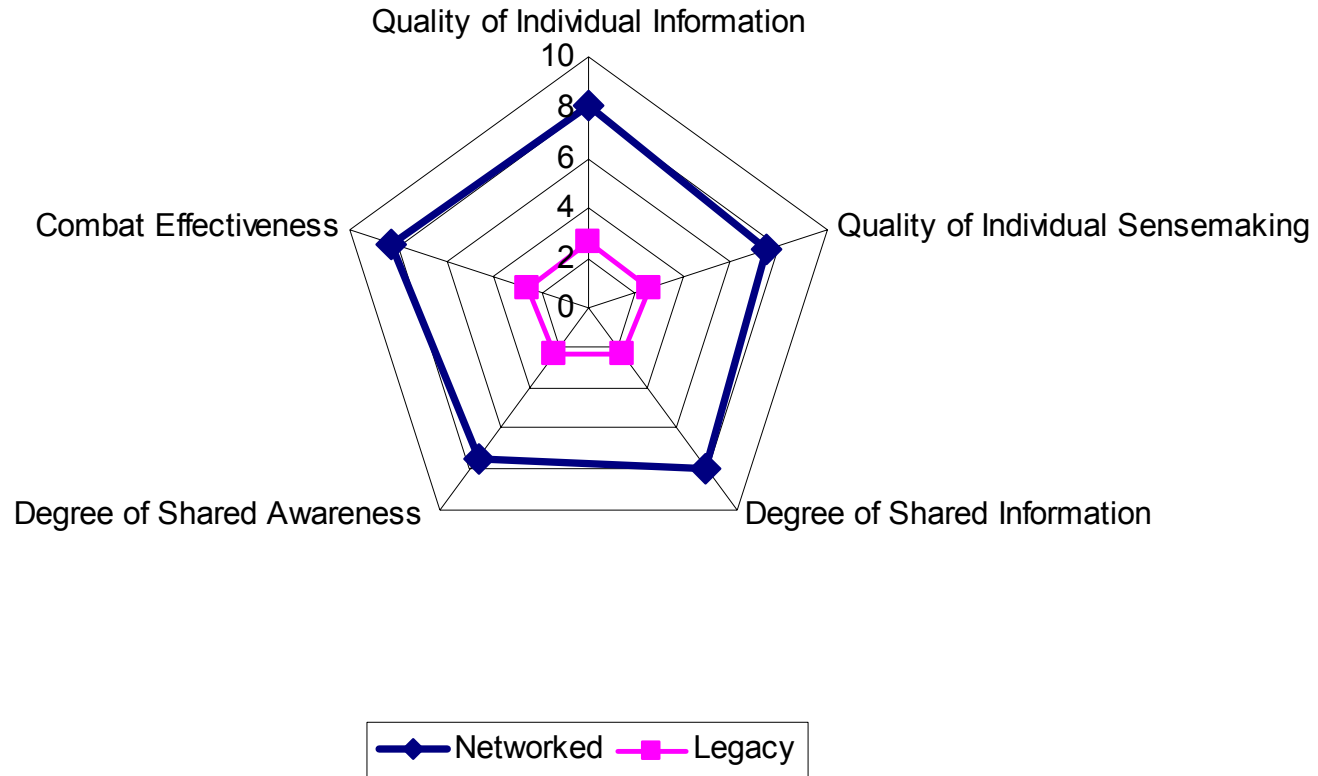 Quality of Individual Information
10
8
6
4
2
0
Combat Effectiveness
Quality of Individual Sensemaking
Degree of Shared Awareness
Degree of Shared Information
Networked Legacy